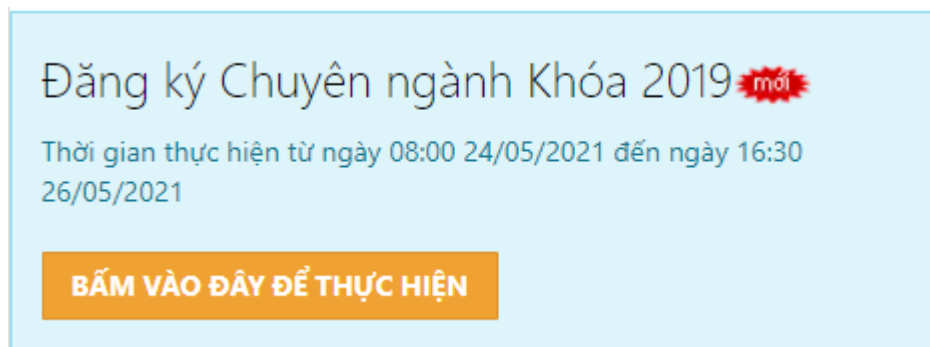 Đăng ký Chuyên ngành Khóa 2019 mới
Thời gian thực hiện từ ngày 08:00 24/05/2021 đến ngày 16:30
26/05/2021
BẤM VÀO ĐÂY ĐỂ THỰC HIỆN